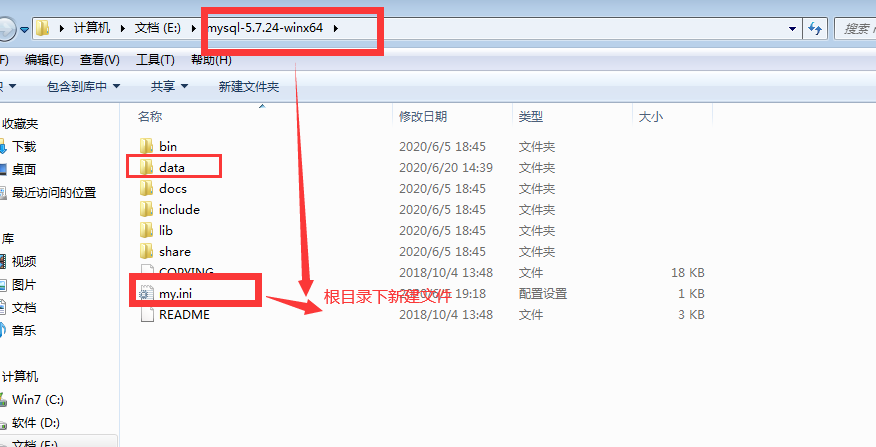 计算机 文档 (E:) mysql-5.7.24-winx64 搜索
F) 编辑(E) 查看(V) 工具(T) 帮助(H)
包含到库中 共享 新建文件夹
名称 修改日期 类型 大小
收藏夹
下载
桌面
最近访问的位置
库
视频
图片
文档
音乐
计算机
Win7 (C:)
软件 (D:)
文档 (E:)
bin 2020/6/5 18:45 文件夹
data 2020/6/20 14:39 文件夹
docs 2020/6/5 18:45 文件夹
include 2020/6/5 18:45 文件夹
lib 2020/6/5 18:45 文件夹
share 2020/6/5 18:45 文件夹
COPYING 2018/10/4 13:48 文件 18 KB
my.ini 2020/6/5 19:18 配置设置 1 KB
根目录下新建文件
README 2018/10/4 13:48 文件 3 KB